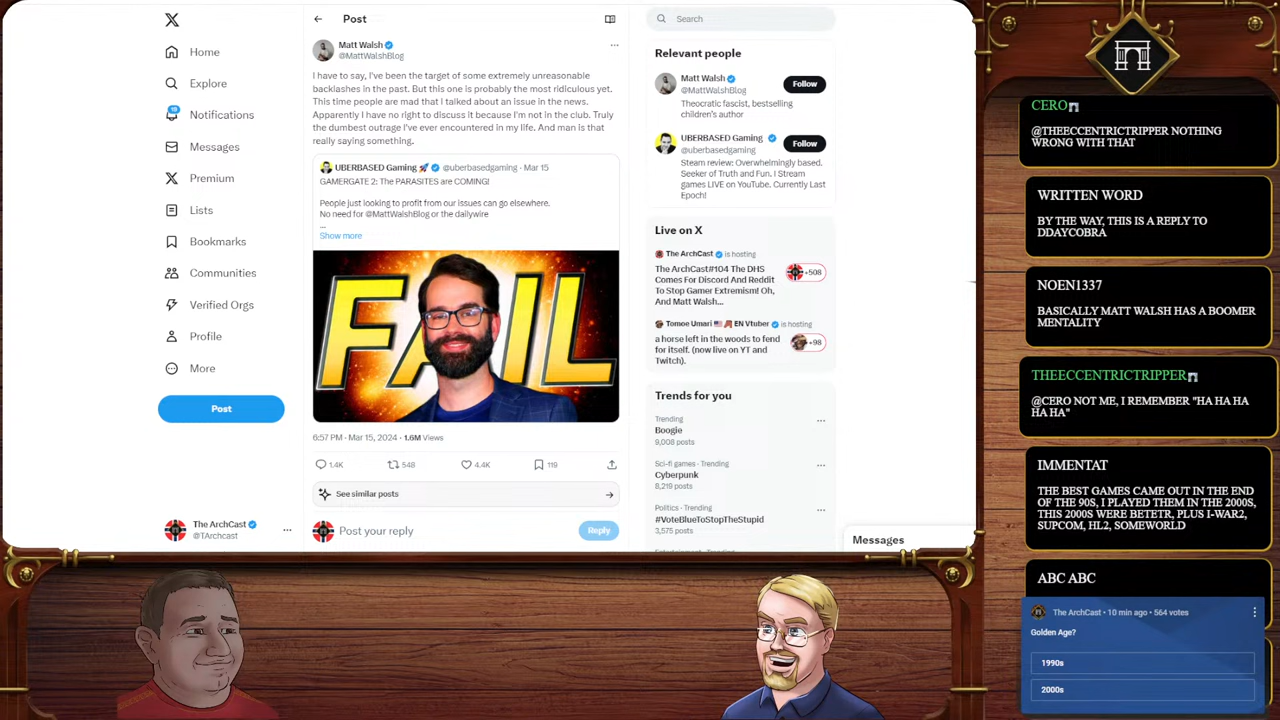 Home
Explore
19
Notifications
Messages
Premium
Lists
Bookmarks
Communities
Verified Orgs
Profile
More
Post
The ArchCast
@TArchcast
Post
Matt Walsh
@MattWalshBlog
I have to say, I've been the target of some extremely unreasonable
backlashes in the past. But this one is probably the most ridiculous yet.
This time people are mad that I talked about an issue in the news.
Apparently I have no right to discuss it because I'm not in the club. Truly
the dumbest outrage I've ever encountered in my life. And man is that
really saying something.
UBERBASED Gaming 🚀 @uberbasedgaming · Mar 15
GAMERGATE 2: The PARASITES are COMING!
People just looking to profit from our issues can go elsewhere.
No need for @MattWalshBlog or the dailywire
...
Show more
FAIL
6:57 PM · Mar 15, 2024 · 1.6M Views
1.4K 548 4.4K 119
See similar posts
Post your reply
Reply
Search
Relevant people
Matt Walsh
@MattWalshBlog
Follow
Theocratic fascist, bestselling
children's author
UBERBASED Gaming
@uberbasedgaming
Follow
Steam review: Overwhelmingly based.
Seeker of Truth and Fun. I Stream
games LIVE on YouTube. Currently Last
Epoch!
Live on X
The ArchCast is hosting
The ArchCast#104 The DHS
Comes For Discord And Reddit
To Stop Gamer Extremism! Oh,
And Matt Walsh...
+508
Tomoe Umari 🇺🇸 EN Vtuber is hosting
a horse left in the woods to fend
for itself. (now live on YT and
Twitch).
+98
Trends for you
Trending
Boogie
9,008 posts
Sci-fi games · Trending
Cyberpunk
8,219 posts
Politics · Trending
#VoteBlueToStopTheStupid
3,575 posts
Messages
CERO
@THEECCENTRICTRIPPER NOTHING
WRONG WITH THAT
WRITTEN WORD
BY THE WAY, THIS IS A REPLY TO
DDAYCOBRA
NOEN1337
BASICALLY MATT WALSH HAS A BOOMER
MENTALITY
THEECCENTRICTRIPPER
@CERO NOT ME, I REMEMBER "HA HA HA
HA HA"
IMMENTAT
THE BEST GAMES CAME OUT IN THE END
OF THE 90S, I PLAYED THEM IN THE 2000S,
THIS 2000S WERE BETETR, PLUS I-WAR2,
SUPCOM, HL2, SOMEWORLD
ABC ABC
The ArchCast • 10 min ago • 564 votes
Golden Age?
1990s
2000s